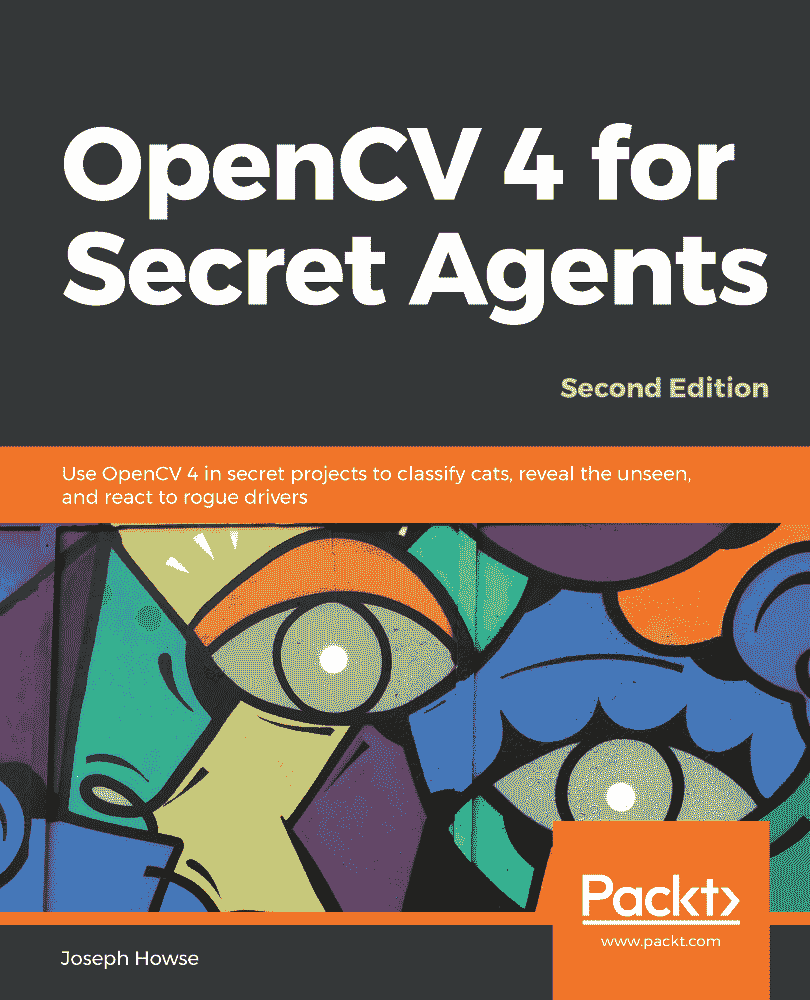 OpenCV 4 for
Secret Agents
Second Edition
Use OpenCV 4 in secret projects to classify cats, reveal the unseen,
and react to rogue drivers
Packt>
www.packt.com
Joseph Howse